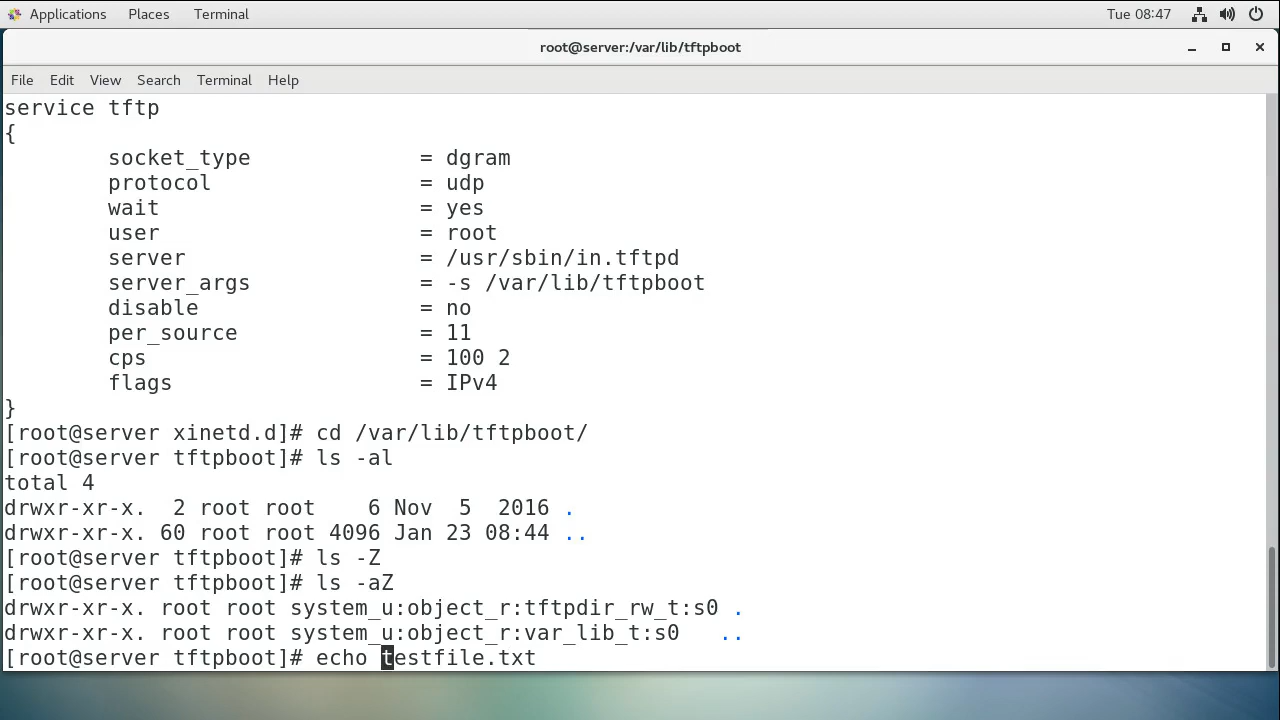 Applications Places Terminal Tue 08:47
root@server:/var/lib/tftpboot
File Edit View Search Terminal Help
service tftp
{
socket_type = dgram
protocol = udp
wait = yes
user = root
server = /usr/sbin/in.tftpd
server_args = -s /var/lib/tftpboot
disable = no
per_source = 11
cps = 100 2
flags = IPv4
}
[root@server xinetd.d]# cd /var/lib/tftpboot/
[root@server tftpboot]# ls -al
total 4
drwxr-xr-x. 2 root root 6 Nov 5 2016 .
drwxr-xr-x. 60 root root 4096 Jan 23 08:44 ..
[root@server tftpboot]# ls -Z
[root@server tftpboot]# ls -aZ
drwxr-xr-x. root root system_u:object_r:tftpdir_rw_t:s0 .
drwxr-xr-x. root root system_u:object_r:var_lib_t:s0 ..
[root@server tftpboot]# echo testfile.txt